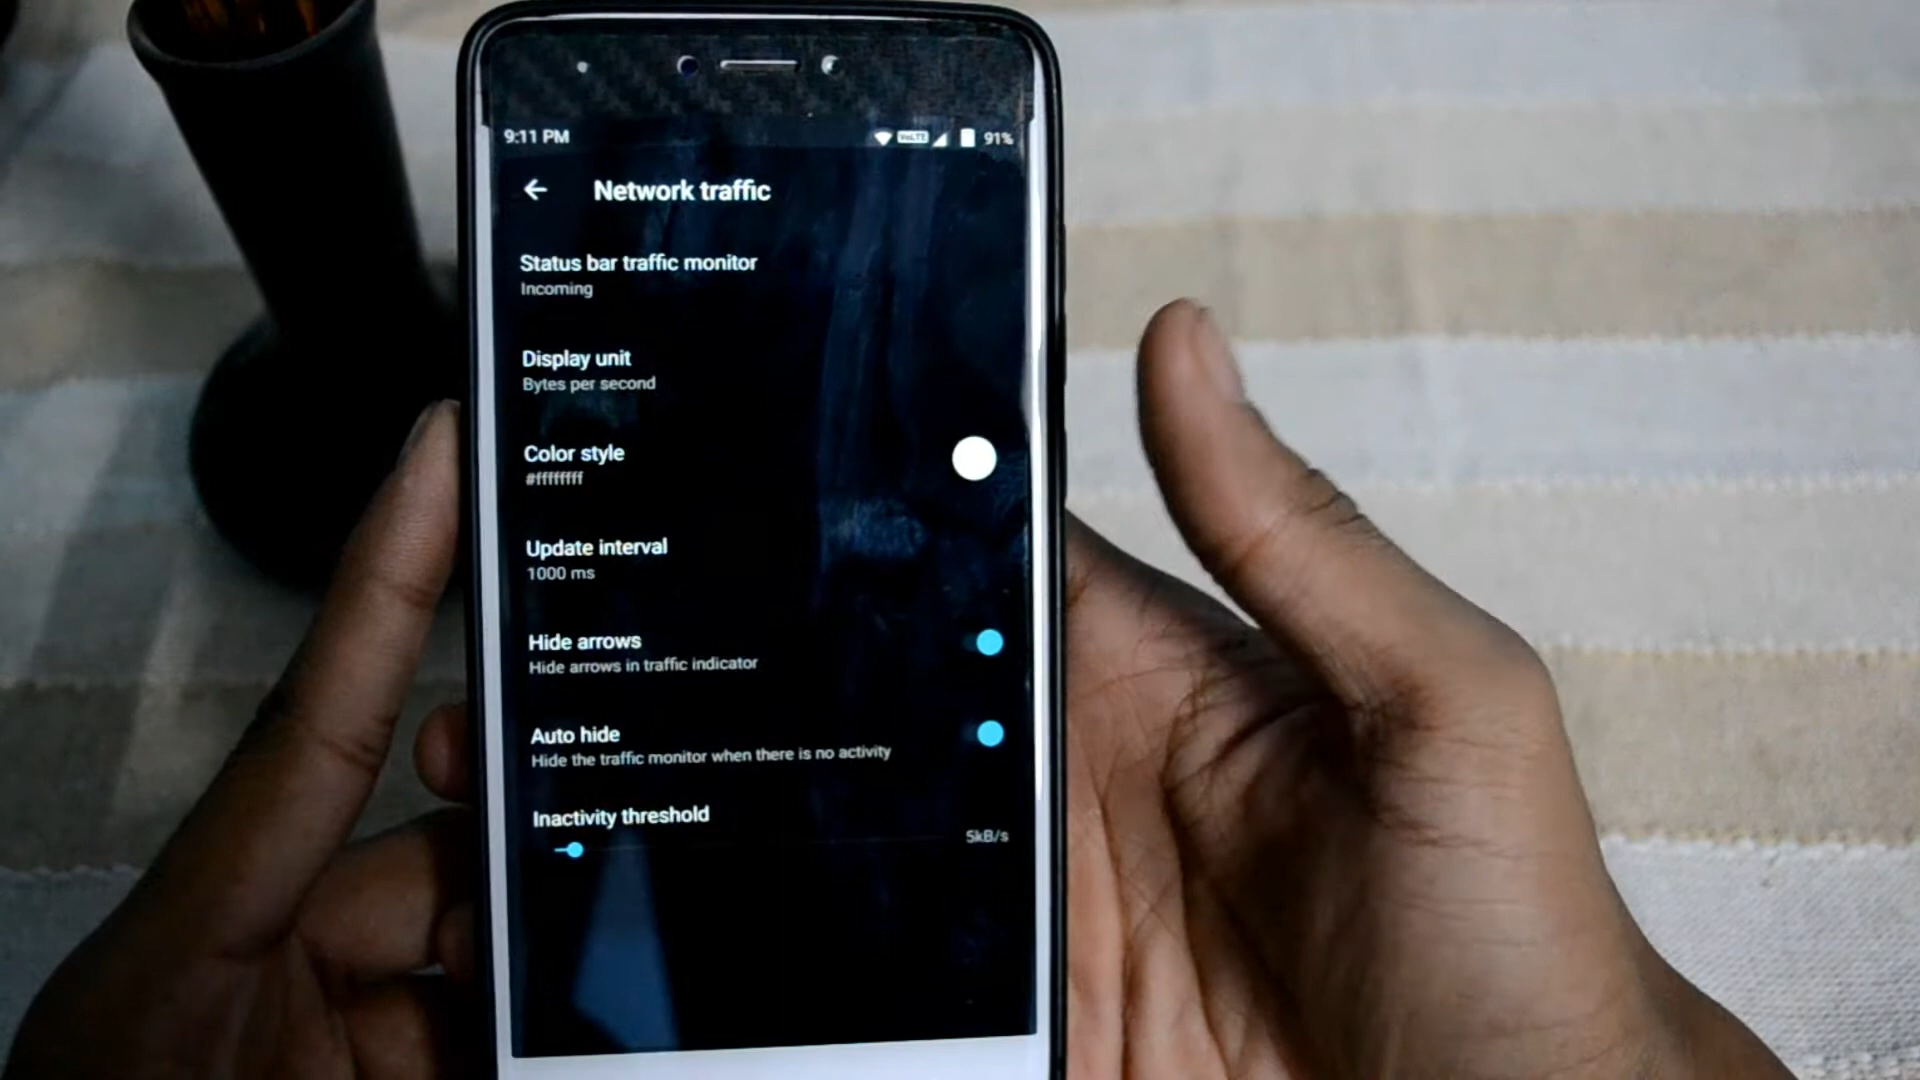 9:11 PM VoLTE 91%
Network traffic
Status bar traffic monitor
Incoming
Display unit
Bytes per second
Color style
#ffffffff
Update interval
1000 ms
Hide arrows
Hide arrows in traffic indicator
Auto hide
Hide the traffic monitor when there is no activity
Inactivity threshold
5kB/s